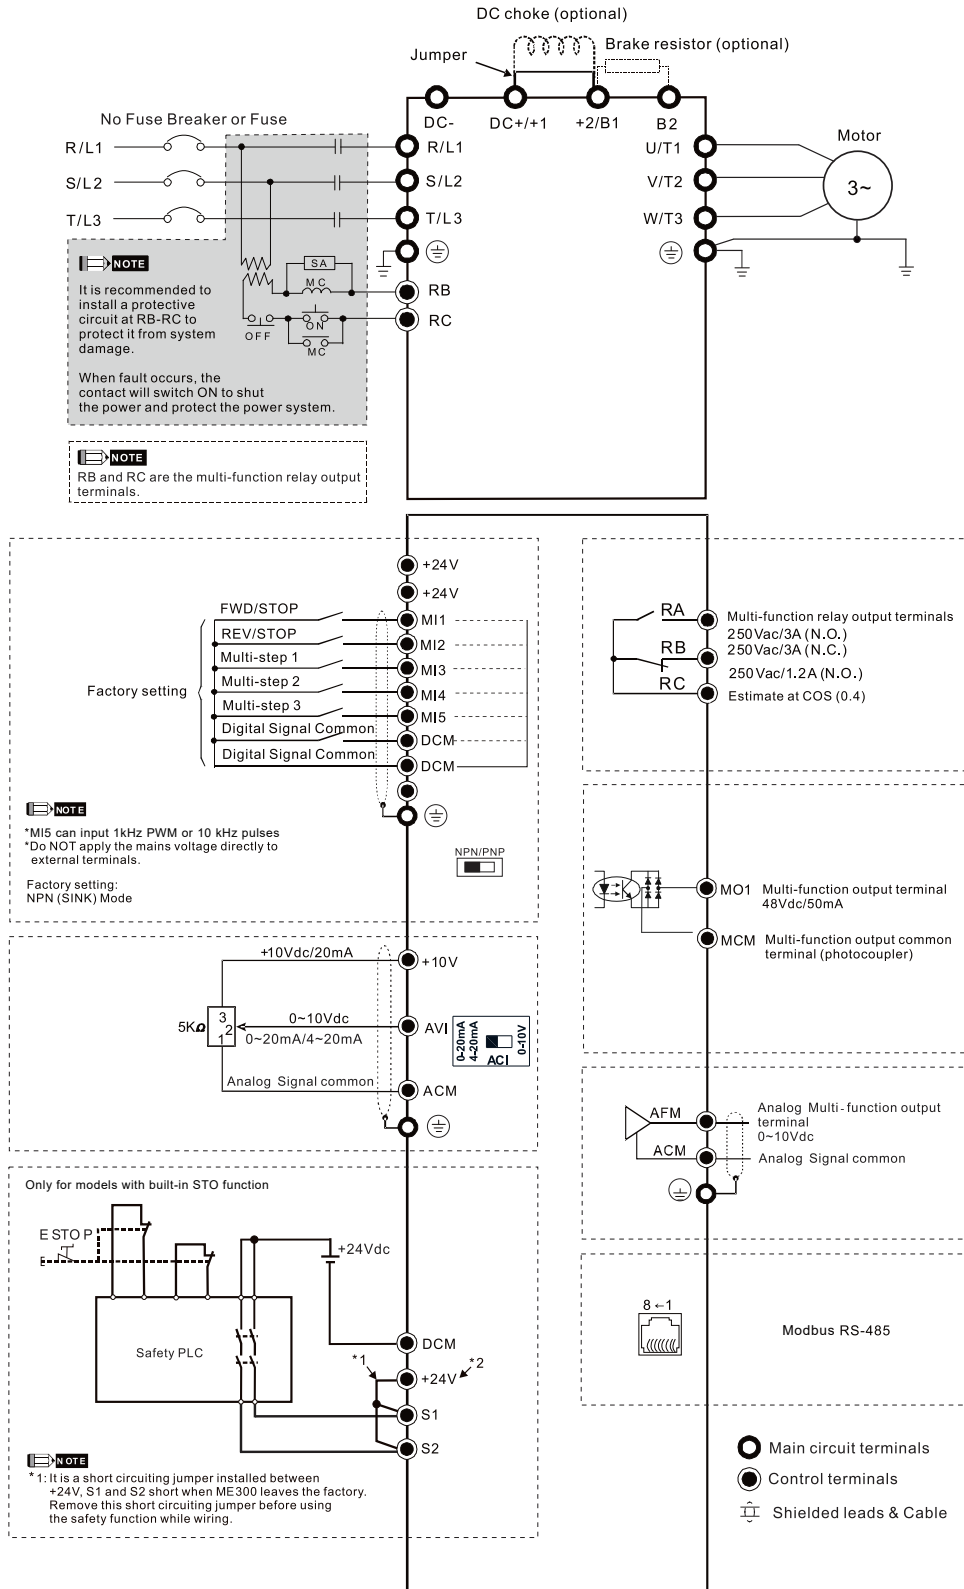 DC choke (optional)
Jumper
Brake resistor (optional)
No Fuse Breaker or Fuse
DC-
DC+/+1
+2/B1
B2
Motor
R/L1
R/L1
U/T1
S/L2
S/L2
V/T2
3~
T/L3
T/L3
W/T3
NOTE
It is recommended to
install a protective
circuit at RB-RC to
protect it from system
damage.
When fault occurs, the
contact will switch ON to shut
the power and protect the power system.
SA
MC
RB
RC
OFF
ON
MC
NOTE
RB and RC are the multi-function relay output
terminals.
+24V
+24V
FWD/STOP
MI1
REV/STOP
MI2
Multi-step 1
MI3
Factory setting
Multi-step 2
MI4
Multi-step 3
MI5
Digital Signal Common
DCM
Digital Signal Common
DCM
NOTE
*MI5 can input 1kHz PWM or 10 kHz pulses
*Do NOT apply the mains voltage directly to
external terminals.
Factory setting:
NPN (SINK) Mode
NPN/PNP
RA
Multi-function relay output terminals
250Vac/3A (N.O.)
RB
250Vac/3A (N.C.)
250Vac/1.2A (N.O.)
RC
Estimate at COS (0.4)
MO1
Multi-function output terminal
48Vdc/50mA
MCM
Multi-function output common
terminal (photocoupler)
+10Vdc/20mA
+10V
3
5KΩ
2
1
0~10Vdc
0~20mA/4~20mA
AVI
0-20mA
4-20mA
ACI
0-10V
Analog Signal common
ACM
AFM
Analog Multi-function output
terminal
0~10Vdc
ACM
Analog Signal common
Only for models with built-in STO function
E STOP
+24Vdc
Safety PLC
DCM
*1
+24V
*2
S1
S2
NOTE
*1: It is a short circuiting jumper installed between
+24V, S1 and S2 short when ME300 leaves the factory.
Remove this short circuiting jumper before using
the safety function while wiring.
8←1
Modbus RS-485
Main circuit terminals
Control terminals
Shielded leads & Cable